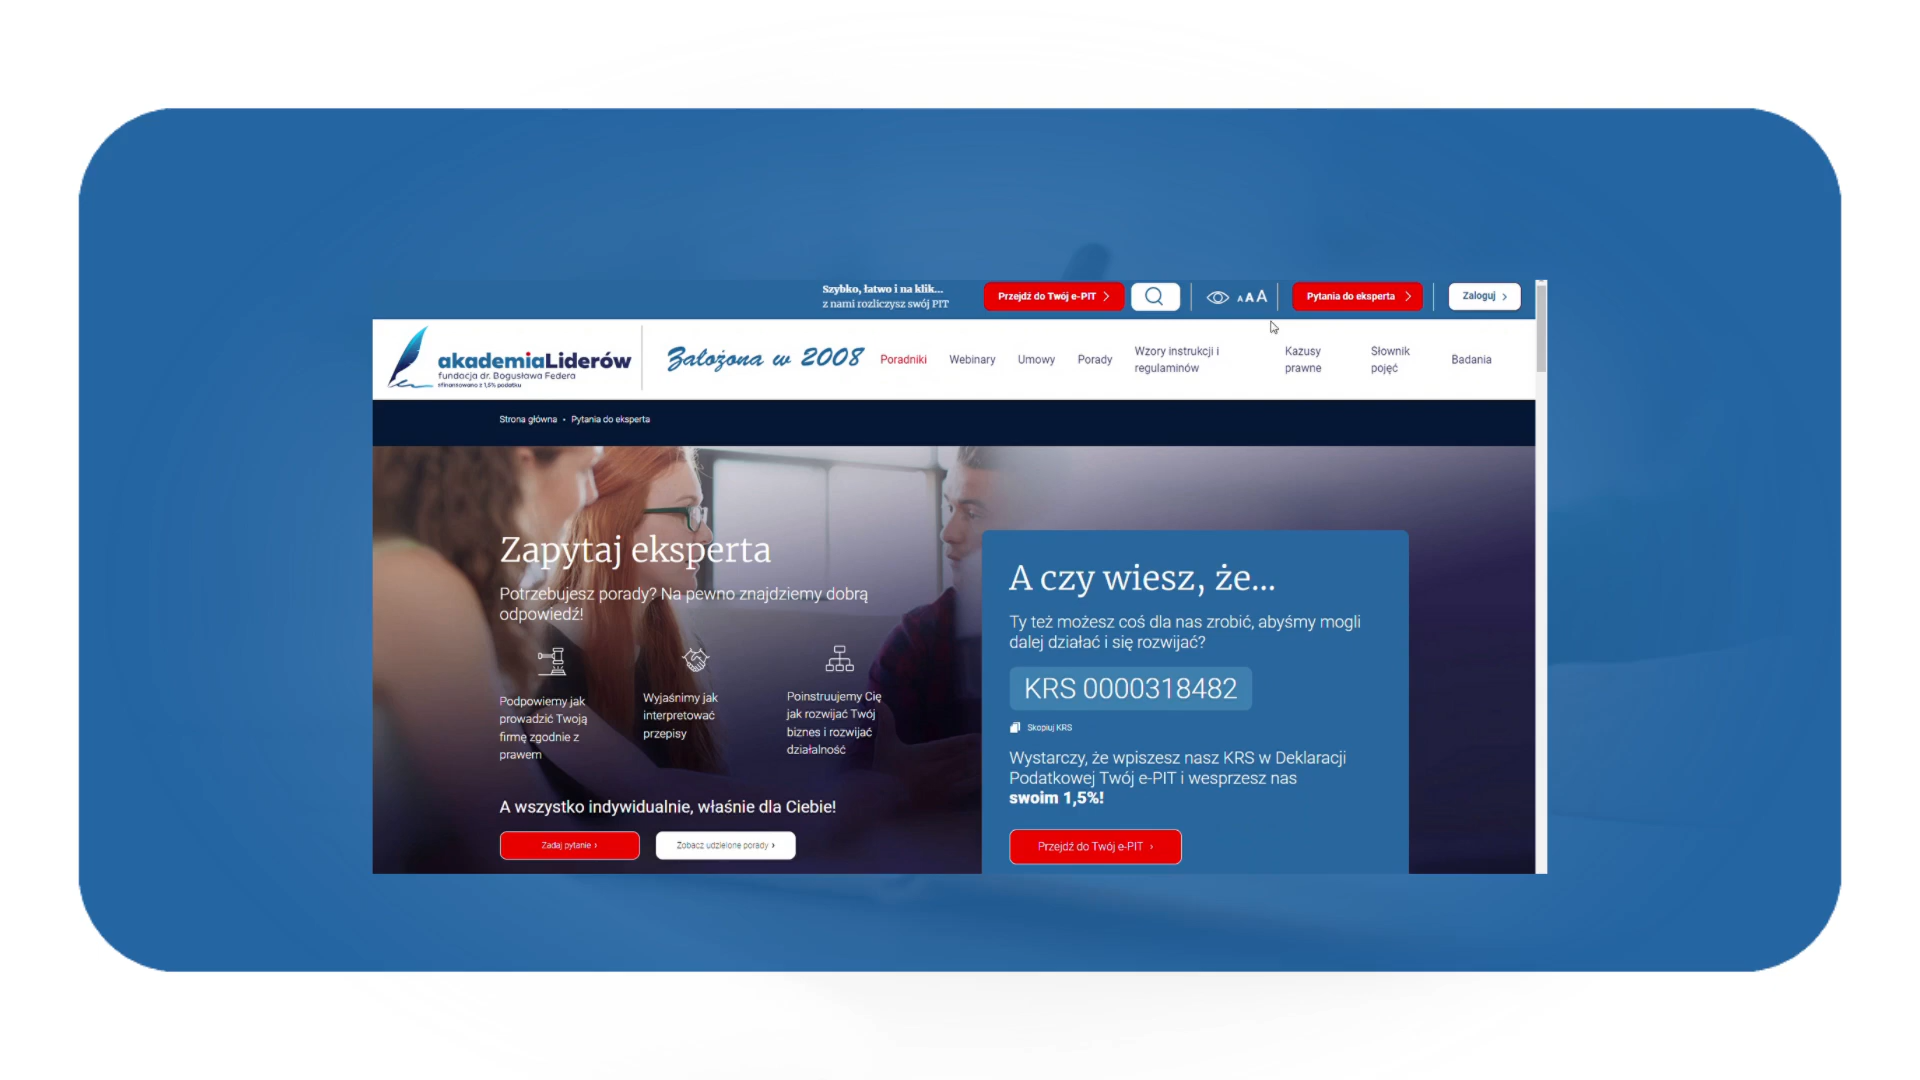 Szybko, łatwo i na klik...
z nami rozliczysz swój PIT
Przejdź do Twój e-PIT
AAA
Pytania do eksperta
Zaloguj
akademiaLiderów
fundacja dr. Bogusława Federa
sfinansowano z 1,5% podatku
Założona w 2008
Poradniki
Webinary
Umowy
Porady
Wzory instrukcji i
regulaminów
Kazusy
prawne
Słownik
pojęć
Badania
Strona główna • Pytania do eksperta
Zapytaj eksperta
Potrzebujesz porady? Na pewno znajdziemy dobrą
odpowiedź!
Podpowiemy jak
prowadzić Twoją
firmę zgodnie z
prawem
Wyjaśnimy jak
interpretować
przepisy
Poinstruujemy Cię
jak rozwijać Twój
biznes i rozwijać
działalność
A wszystko indywidualnie, właśnie dla Ciebie!
Zadaj pytanie
Zobacz udzielone porady
A czy wiesz, że...
Ty też możesz coś dla nas zrobić, abyśmy mogli
dalej działać i się rozwijać?
KRS 0000318482
Skopiuj KRS
Wystarczy, że wpiszesz nasz KRS w Deklaracji
Podatkowej Twój e-PIT i wesprzesz nas
swoim 1,5%!
Przejdź do Twój e-PIT